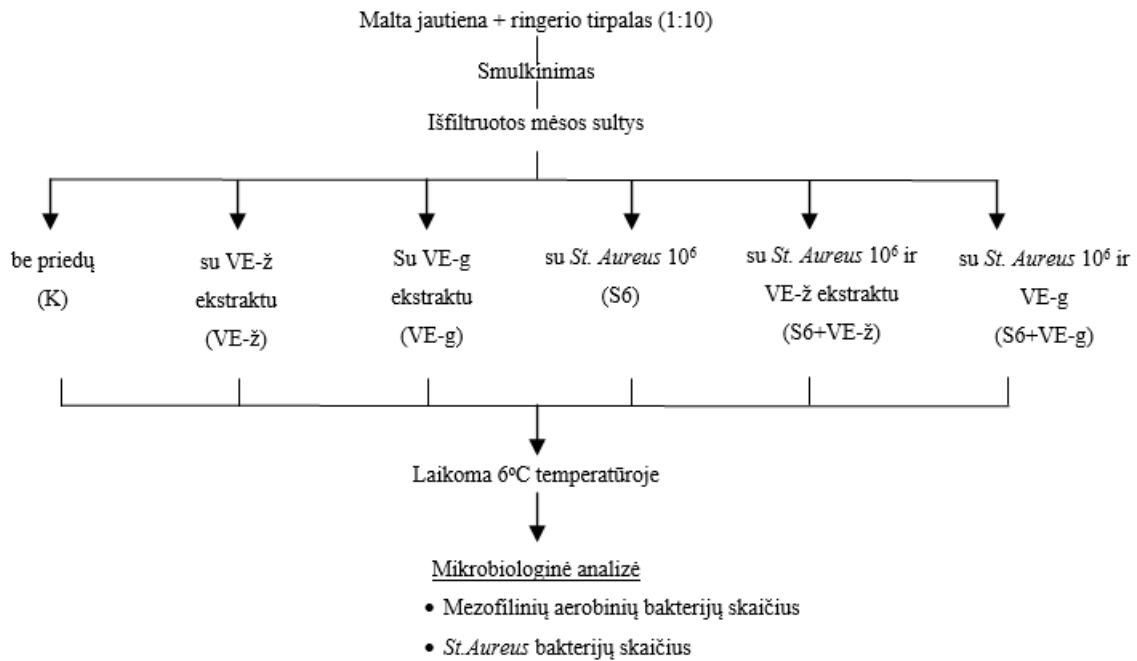 Malta jautiena + ringerio tirpalas (1:10)
Smulkinimas
Išfiltruotos mėsos sultys
be priedų
(K)
su VE-ž
ekstraktu
(VE-ž)
Su VE-g
ekstraktu
(VE-g)
su St. Aureus 10⁶
(S6)
su St. Aureus 10⁶ ir
VE-ž ekstraktu
(S6+VE-ž)
su St. Aureus 10⁶ ir
VE-g
(S6+VE-g)
Laikoma 6ºC temperatūroje
Mikrobiologinė analizė
• Mezofilinių aerobinių bakterijų skaičius
• St.Aureus bakterijų skaičius